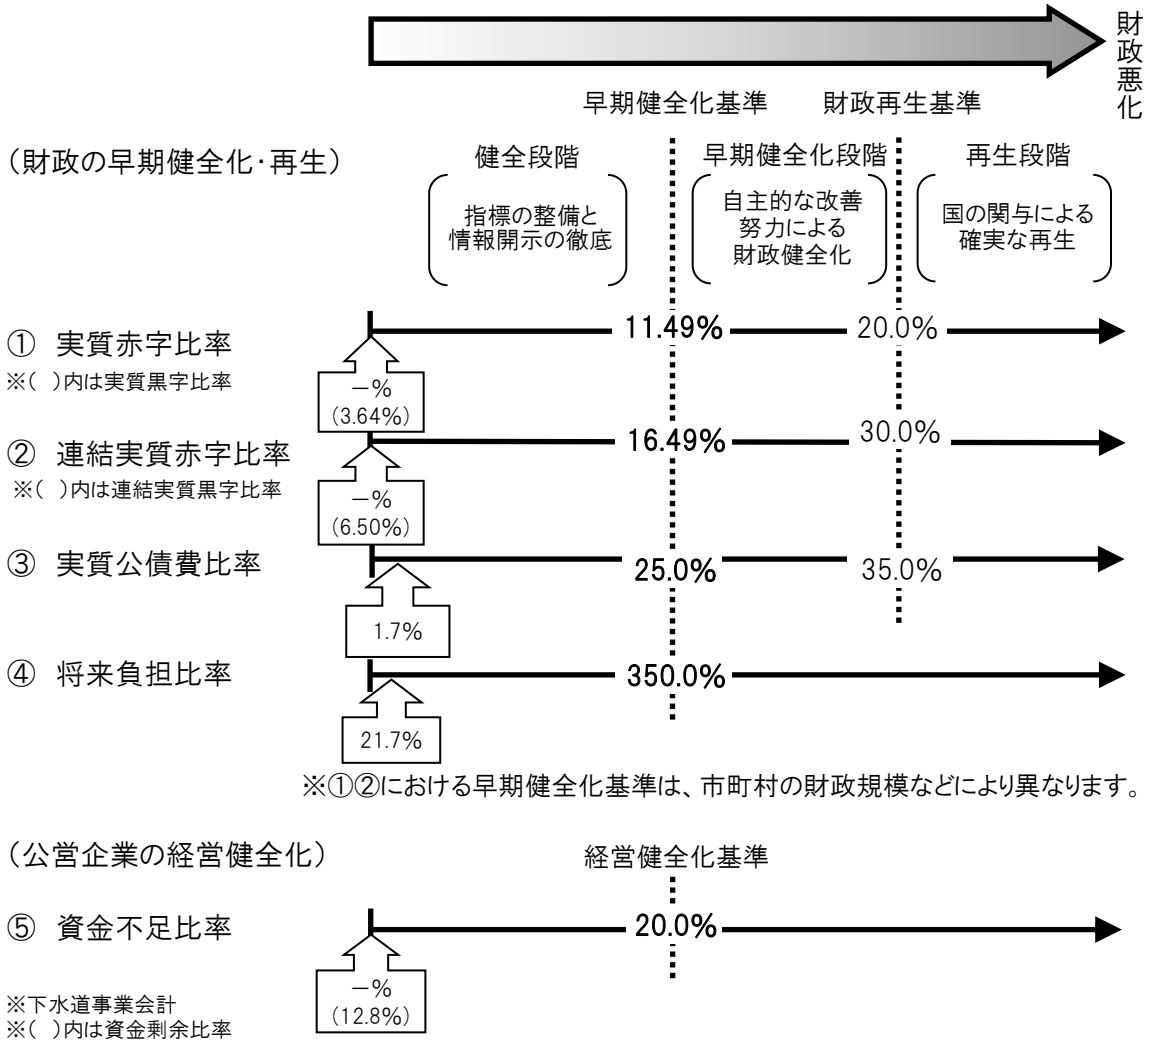 財政悪化
早期健全化基準
財政再生基準
（財政の早期健全化・再生）
健全段階
早期健全化段階
再生段階
指標の整備と
情報開示の徹底
自主的な改善
努力による
財政健全化
国の関与による
確実な再生
① 実質赤字比率
※( )内は実質黒字比率
11.49%
20.0%
－%
(3.64%)
② 連結実質赤字比率
※( )内は連結実質黒字比率
16.49%
30.0%
－%
(6.50%)
③ 実質公債費比率
25.0%
35.0%
1.7%
④ 将来負担比率
350.0%
21.7%
※①②における早期健全化基準は、市町村の財政規模などにより異なります。
（公営企業の経営健全化）
経営健全化基準
⑤ 資金不足比率
20.0%
－%
(12.8%)
※下水道事業会計
※( )内は資金剰余比率